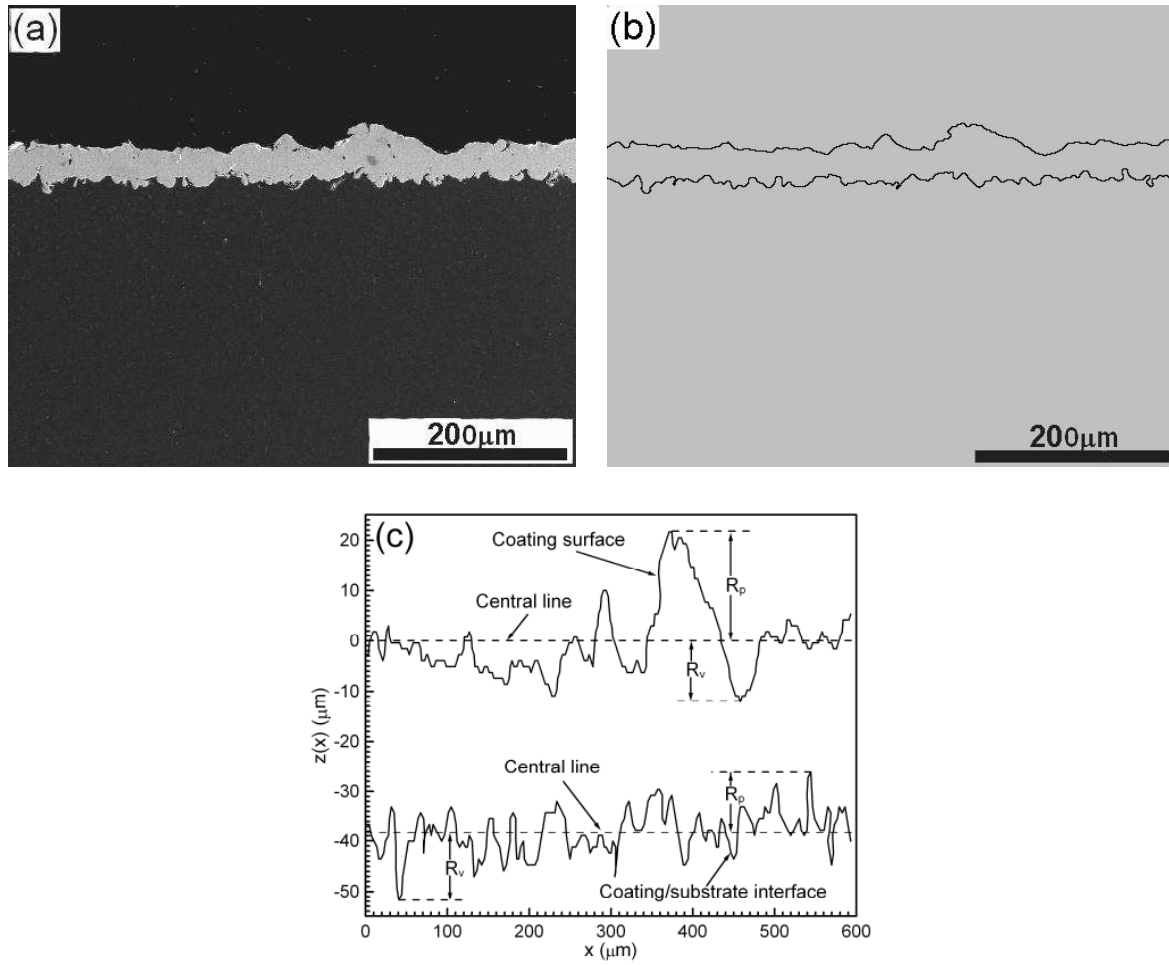 (a)
200µm
(b)
200µm
(c)
Coating surface
Central line
R_p
R_v
Central line
R_p
R_v
Coating/substrate interface
20
10
0
-10
-20
-30
-40
-50
z(x) (µm)
0 100 200 300 400 500 600
x (µm)